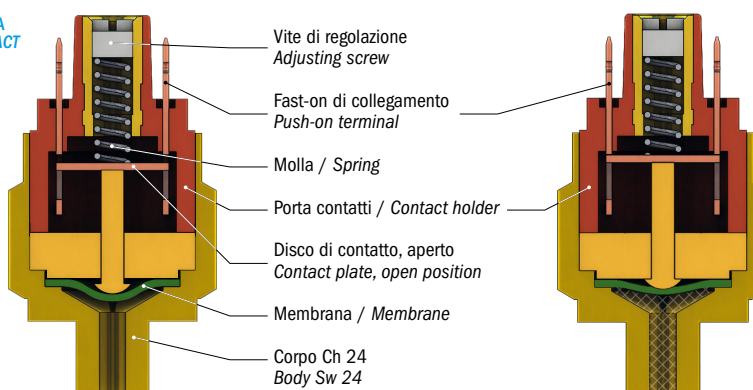 A
ACT
Vite di regolazione
Adjusting screw
Fast-on di collegamento
Push-on terminal
Molla / Spring
Porta contatti / Contact holder
Disco di contatto, aperto
Contact plate, open position
Membrana / Membrane
Corpo Ch 24
Body Sw 24